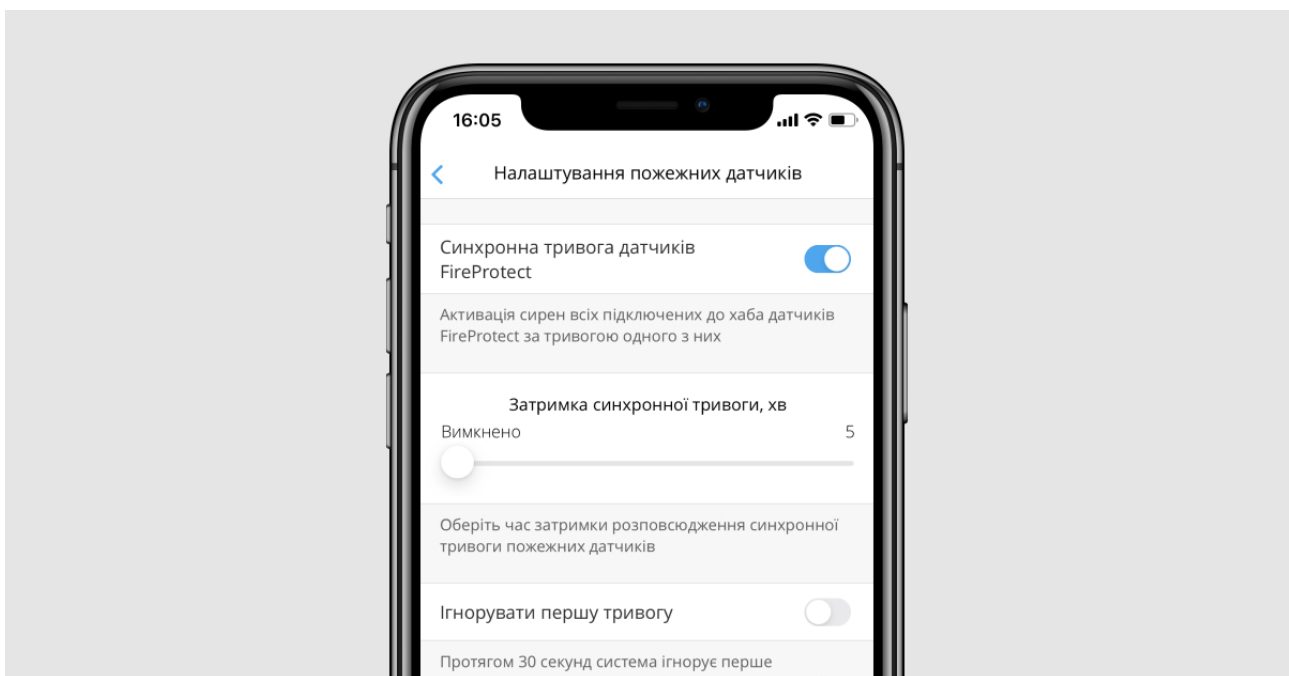 16:05
Налаштування пожежних датчиків
Синхронна тривога датчиків
FireProtect
Активація сирен всіх підключених до хаба датчиків
FireProtect за тривогою одного з них
Затримка синхронної тривоги, хв
Вимкнено 5
Оберіть час затримки розповсюдження синхронної
тривоги пожежних датчиків
Ігнорувати першу тривогу
Протягом 30 секунд система ігнорує перше